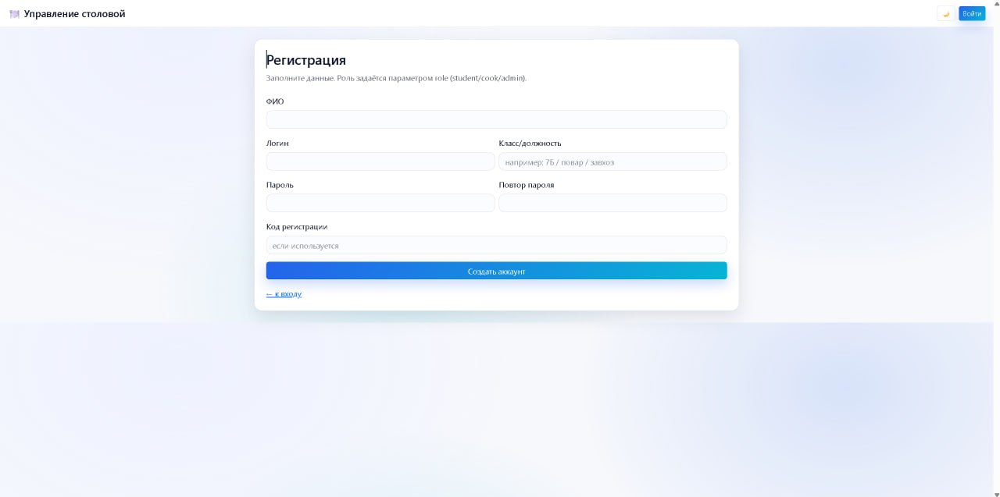 Управление столовой
Войти
Регистрация
Заполните данные. Роль задаётся параметром role (student/cook/admin).
ФИО
Логин
Класс/должность
например: 7Б / повар / завхоз
Пароль
Повтор пароля
Код регистрации
если используется
Создать аккаунт
← к входу